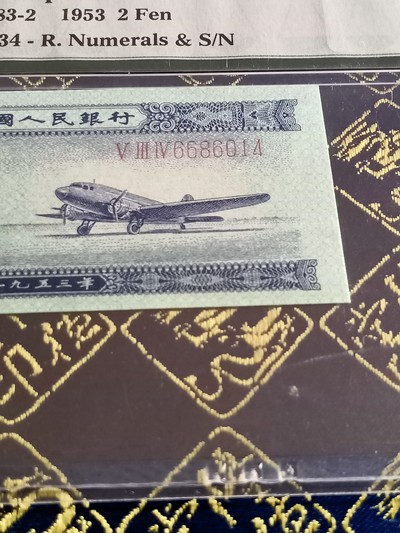 83-2 1953 2 Fen
34 - R. Numerals & S/N
國人民銀行
V III IV 6686014
一九五三年